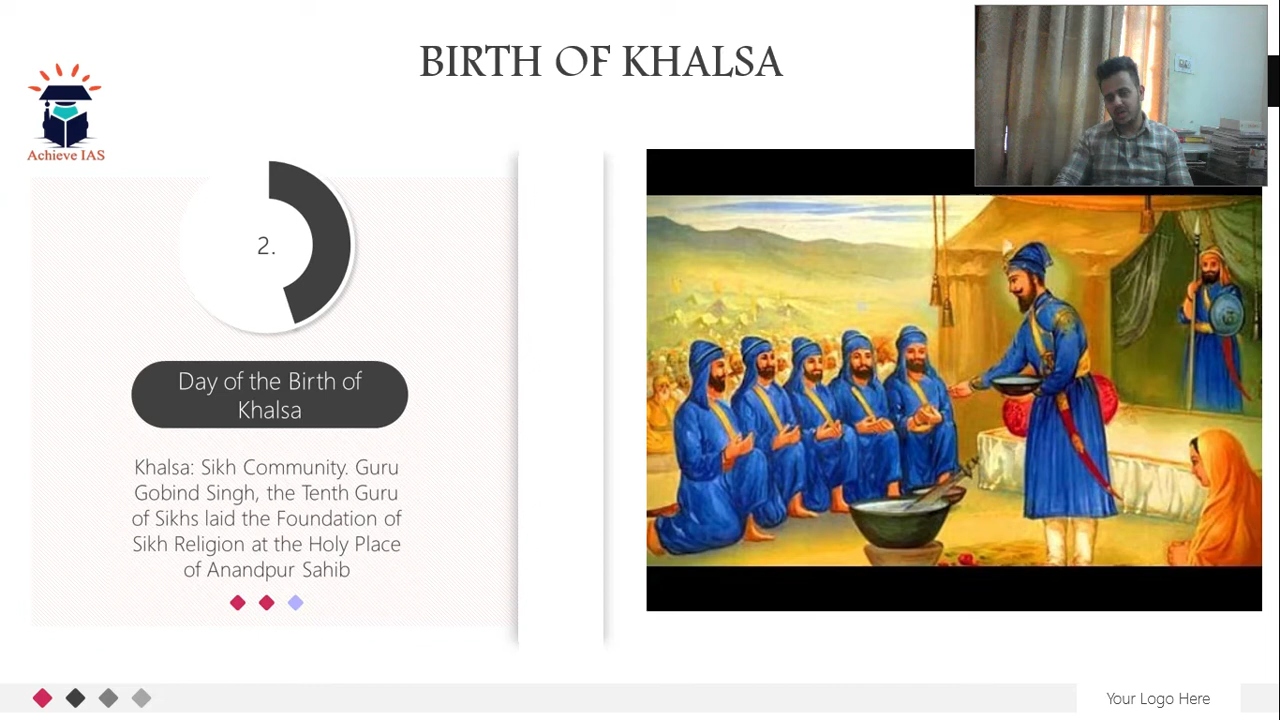 BIRTH OF KHALSA
Achieve IAS
2.
Day of the Birth of
Khalsa
Khalsa: Sikh Community. Guru
Gobind Singh, the Tenth Guru
of Sikhs laid the Foundation of
Sikh Religion at the Holy Place
of Anandpur Sahib
Your Logo Here